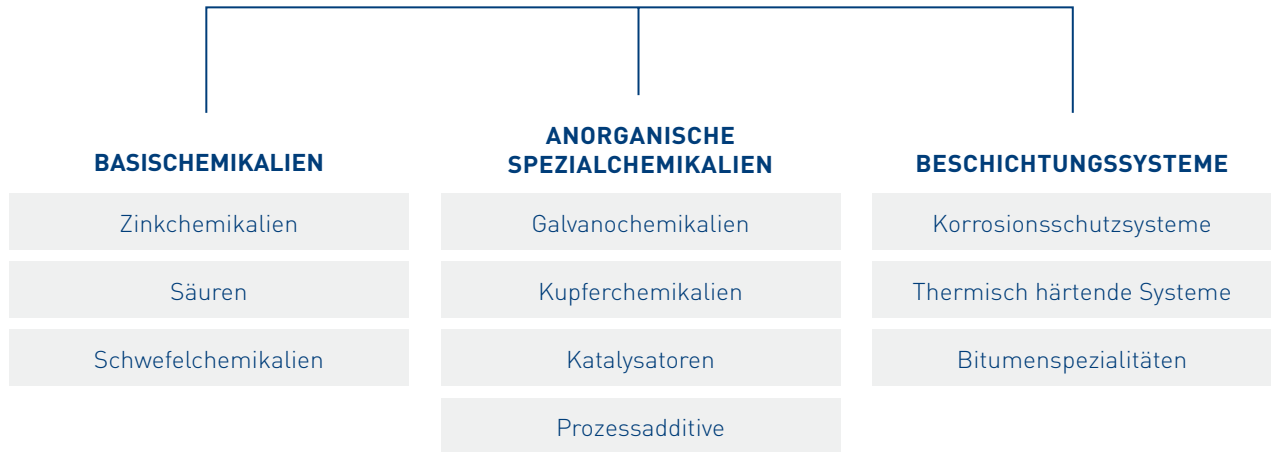 BASISCHEMIKALIEN
Zinkchemikalien
Säuren
Schwefelchemikalien
ANORGANISCHE
SPEZIALCHEMIKALIEN
Galvanochemikalien
Kupferchemikalien
Katalysatoren
Prozessadditive
BESCHICHTUNGSSYSTEME
Korrosionsschutzsysteme
Thermisch härtende Systeme
Bitumenspezialitäten